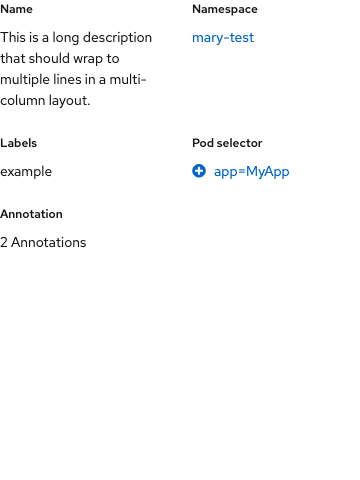 Name
This is a long description
that should wrap to
multiple lines in a multi-
column layout.
Namespace
mary-test
Labels
example
Pod selector
app=MyApp
Annotation
2 Annotations